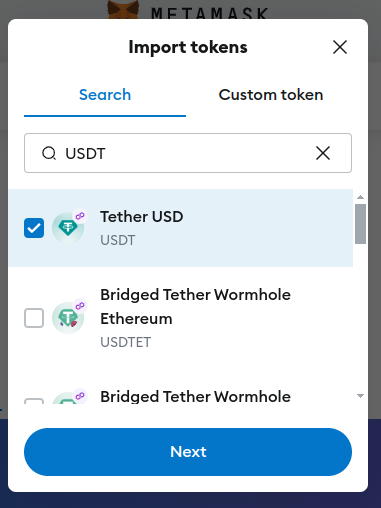 METAMASK
Import tokens
Search
Custom token
USDT
Tether USD
USDT
Bridged Tether Wormhole
Ethereum
USDTET
Bridged Tether Wormhole
Next